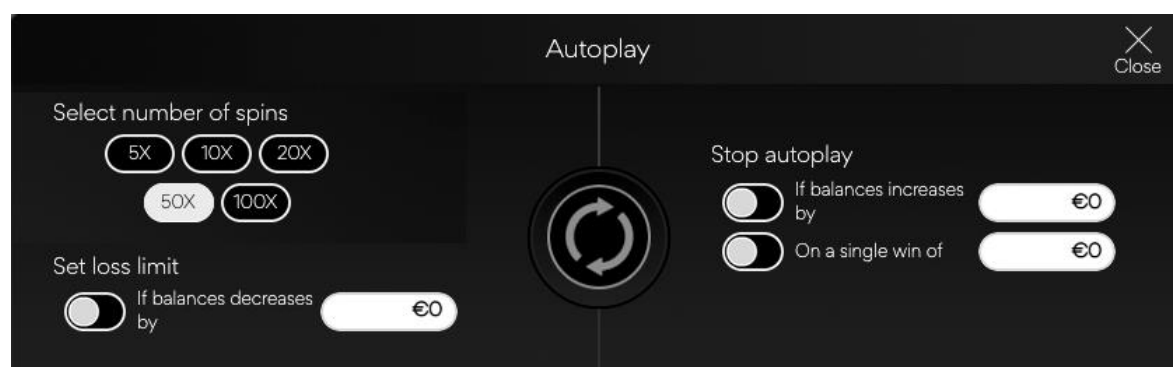 Autoplay
Close
Select number of spins
5X 10X 20X
50X 100X
Set loss limit
If balances decreases
by
€0
Stop autoplay
If balances increases
by
€0
On a single win of
€0